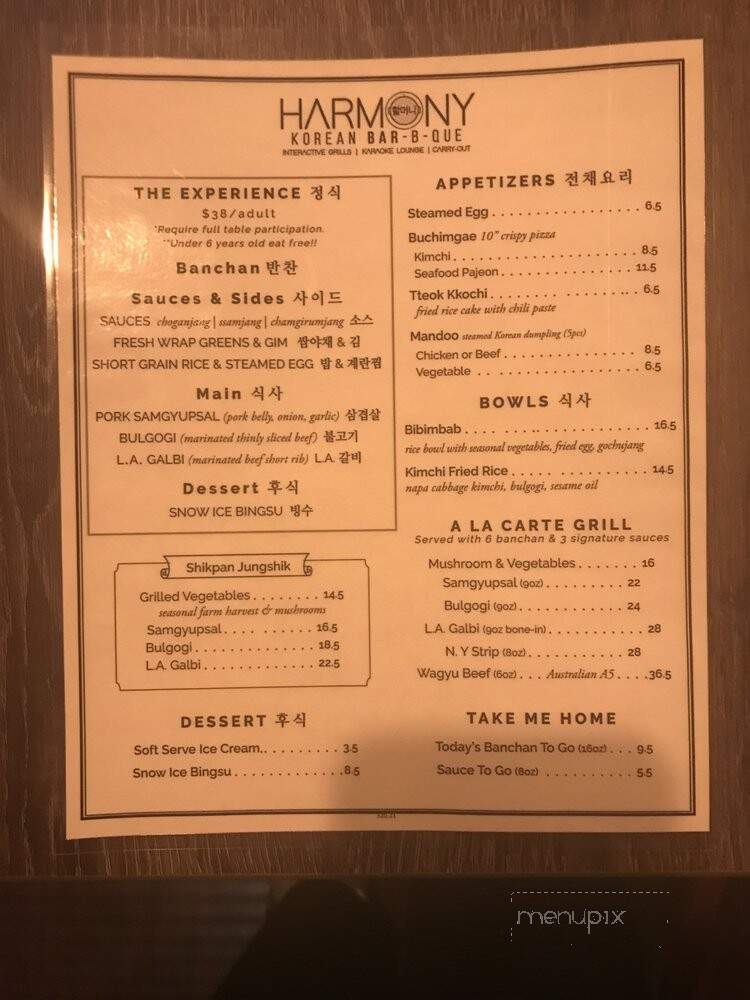 HARMONY
할머니
KOREAN BAR-B-QUE
INTERACTIVE GRILLS | KARAOKE LOUNGE | CARRY-OUT
THE EXPERIENCE 정식
$38/adult
*Require full table participation.
**Under 6 years old eat free!!
Banchan 반찬
Sauces & Sides 사이드
SAUCES choganjang | ssamjang | chamgirumjang 소스
FRESH WRAP GREENS & GIM 쌈야채 & 김
SHORT GRAIN RICE & STEAMED EGG 밥 & 계란찜
Main 식사
PORK SAMGYUPSAL (pork belly, onion, garlic) 삼겹살
BULGOGI (marinated thinly sliced beef) 불고기
L.A. GALBI (marinated beef short rib) L.A. 갈비
Dessert 후식
SNOW ICE BINGSU 빙수
Shikpan Jungshik
Grilled Vegetables . . . . . . . . 14.5
seasonal farm harvest & mushrooms
Samgyupsal . . . . . . . . . . 16.5
Bulgogi . . . . . . . . . . . . . . 18.5
L.A. Galbi . . . . . . . . . . . . . 22.5
DESSERT 후식
Soft Serve Ice Cream. . . . . . . . . . 3.5
Snow Ice Bingsu . . . . . . . . . . . . . 8.5
APPETIZERS 전채요리
Steamed Egg . . . . . . . . . . . . . . . . . . 6.5
Buchimgae 10" crispy pizza
Kimchi . . . . . . . . . . . . . . . . . . . . . . 8.5
Seafood Pajeon . . . . . . . . . . . . . . . . 11.5
Tteok Kkochi . . . . . . . . . . . . . . . . . 6.5
fried rice cake with chili paste
Mandoo steamed Korean dumpling (5pcs)
Chicken or Beef . . . . . . . . . . . . . . . . 8.5
Vegetable . . . . . . . . . . . . . . . . . . . 6.5
BOWLS 식사
Bibimbab . . . . . . . . . . . . . . . . . . . . . . 16.5
rice bowl with seasonal vegetables, fried egg, gochujang
Kimchi Fried Rice . . . . . . . . . . . . . . . . 14.5
napa cabbage kimchi, bulgogi, sesame oil
A LA CARTE GRILL
Served with 6 banchan & 3 signature sauces
Mushroom & Vegetables . . . . . . . 16
Samgyupsal (9oz) . . . . . . . . . . 22
Bulgogi (9oz) . . . . . . . . . . . . . 24
L.A. Galbi (9oz bone-in) . . . . . . . . . . . 28
N. Y Strip (8oz) . . . . . . . . . . . . 28
Wagyu Beef (6oz) . . . Australian A5 . . . . 36.5
TAKE ME HOME
Today's Banchan To Go (16oz) . . . 9.5
Sauce To Go (8oz) . . . . . . . . . . . 5.5
menupix